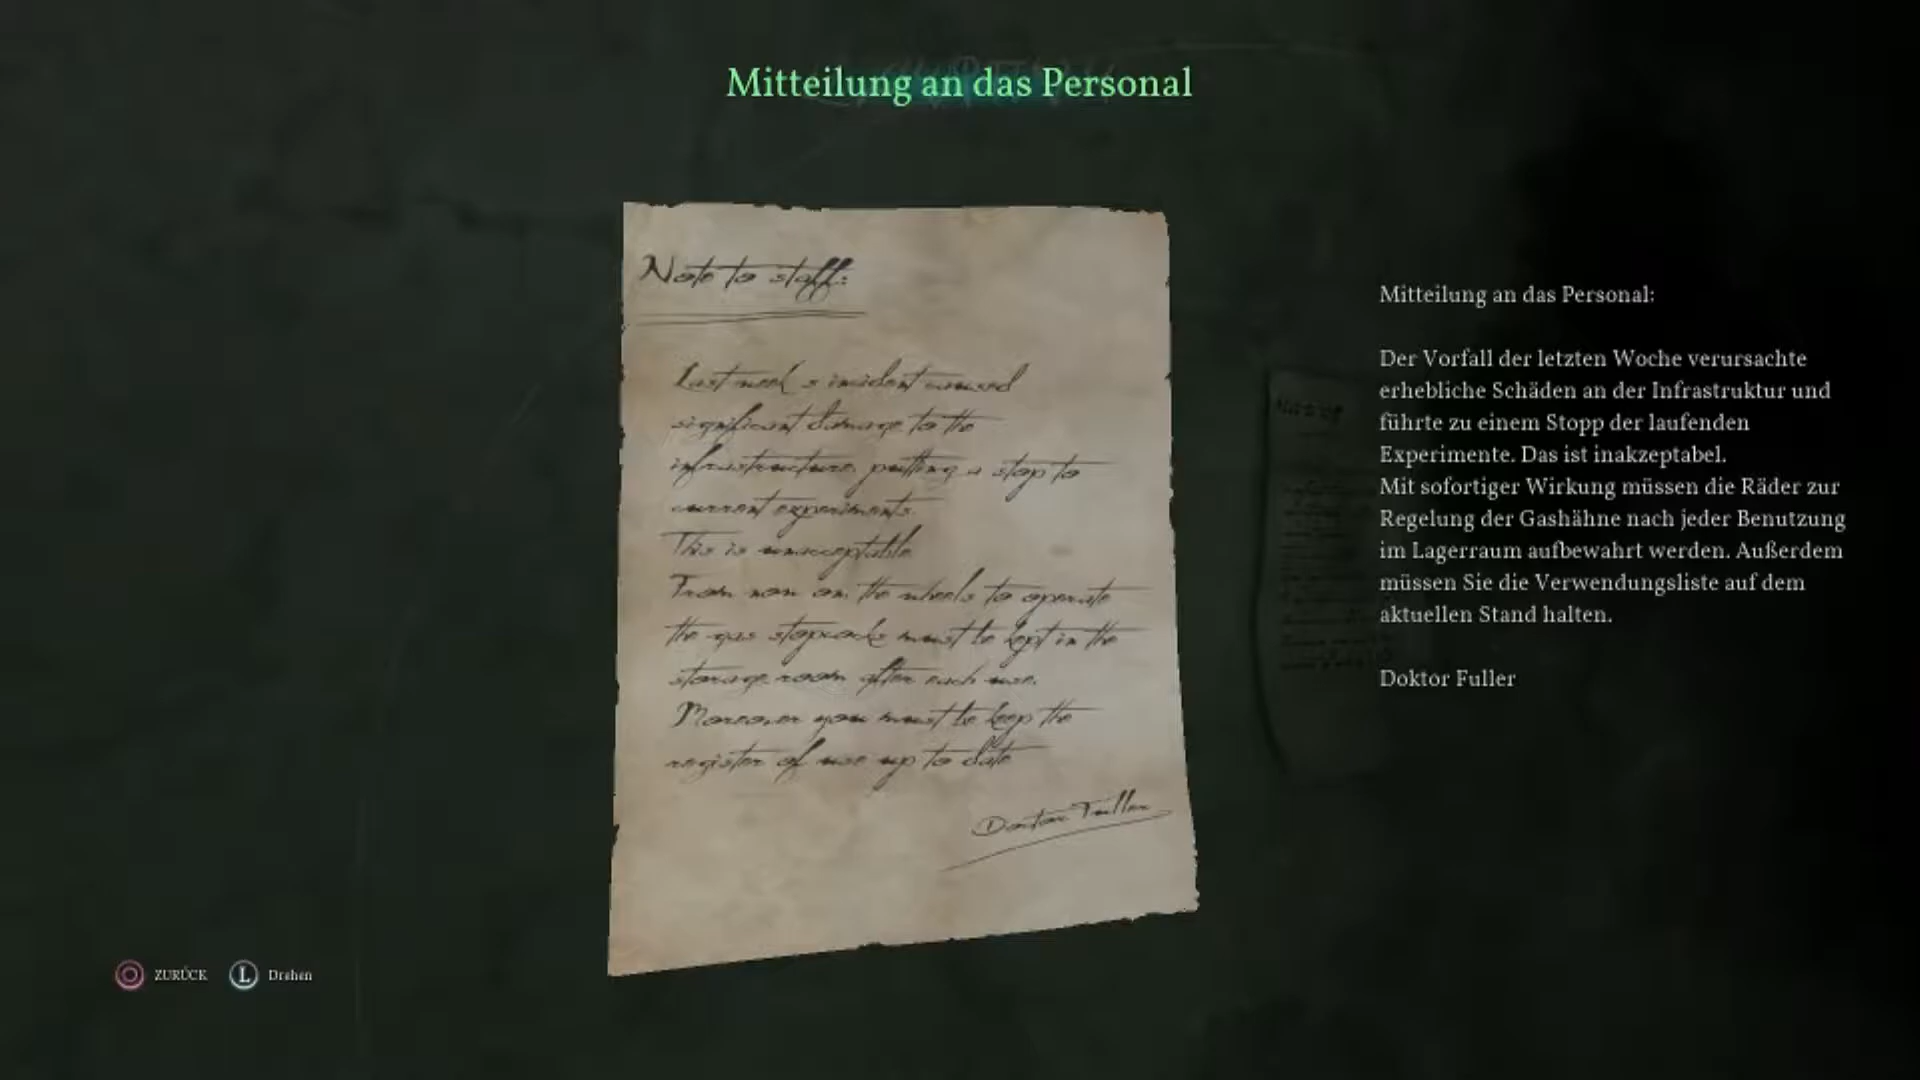 Mitteilung an das Personal
Note to staff:
Last week s incident caused
significant damage to the
infrastructure, putting a stop to
current experiments.
This is unacceptable
From now on, the wheels to operate
the gas stopcocks must be kept in the
storage room after each use.
Moreover you must be keep the
register of use up to date
Doctor Fuller
Mitteilung an das Personal:
Der Vorfall der letzten Woche verursachte
erhebliche Schäden an der Infrastruktur und
führte zu einem Stopp der laufenden
Experimente. Das ist inakzeptabel.
Mit sofortiger Wirkung müssen die Räder zur
Regelung der Gashähne nach jeder Benutzung
im Lagerraum aufbewahrt werden. Außerdem
müssen Sie die Verwendungsliste auf dem
aktuellen Stand halten.
Doktor Fuller
ZURÜCK
L Drehen